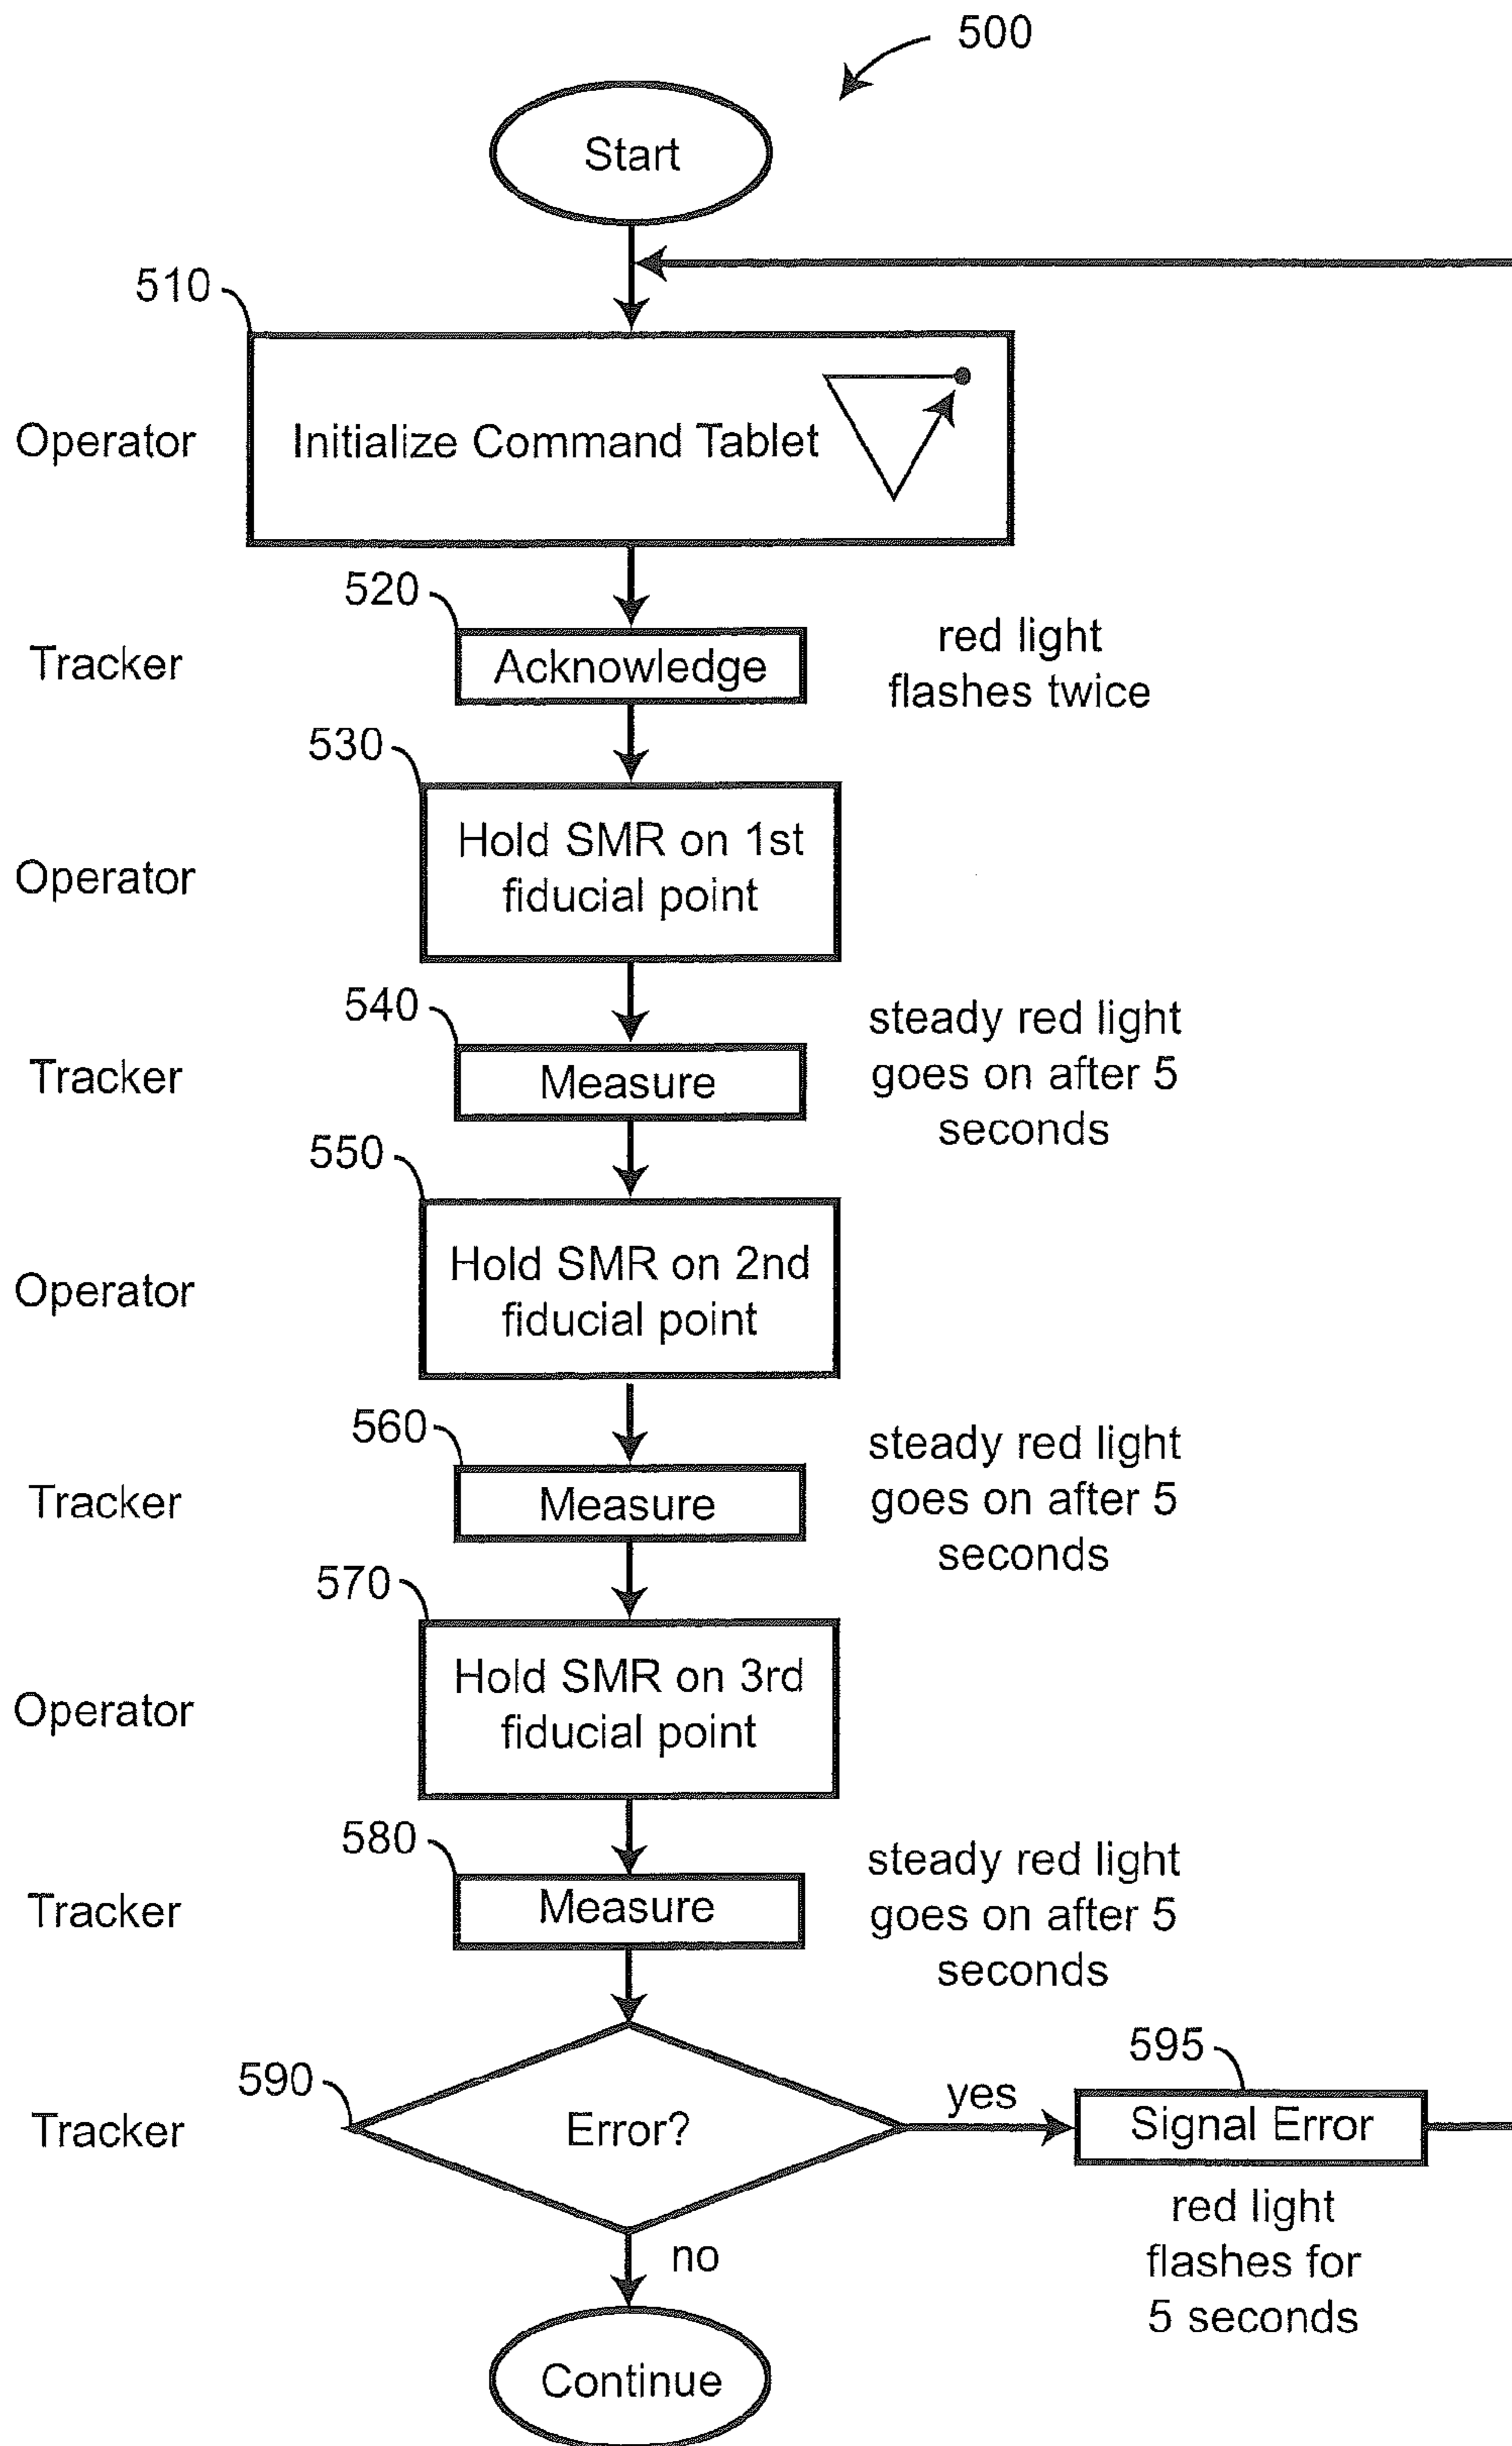 500
Start
510
Operator
Initialize Command Tablet
520
Tracker
Acknowledge
red light
flashes twice
530
Operator
Hold SMR on 1st
fiducial point
540
Tracker
Measure
steady red light
goes on after 5
seconds
550
Operator
Hold SMR on 2nd
fiducial point
560
Tracker
Measure
steady red light
goes on after 5
seconds
570
Operator
Hold SMR on 3rd
fiducial point
580
Tracker
Measure
steady red light
goes on after 5
seconds
590
Tracker
Error?
yes
595
Signal Error
red light
flashes for
5 seconds
no
Continue